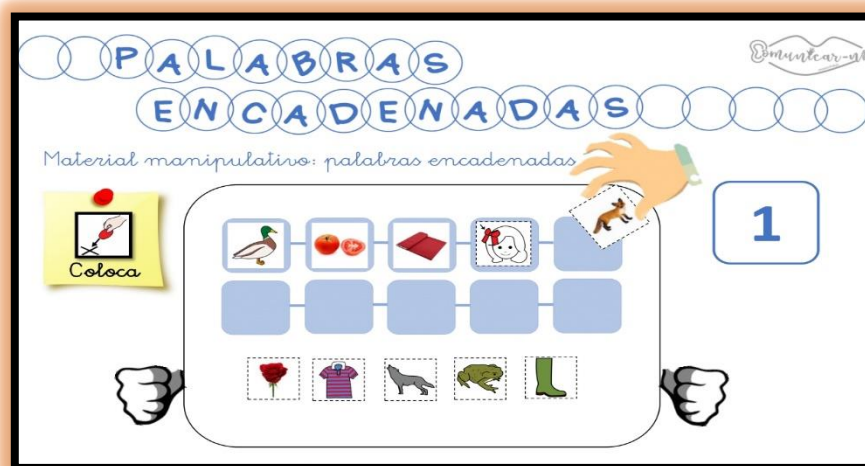 PALABRAS
ENCADENADAS
Material manipulativo: palabras encadenadas
Coloca
1